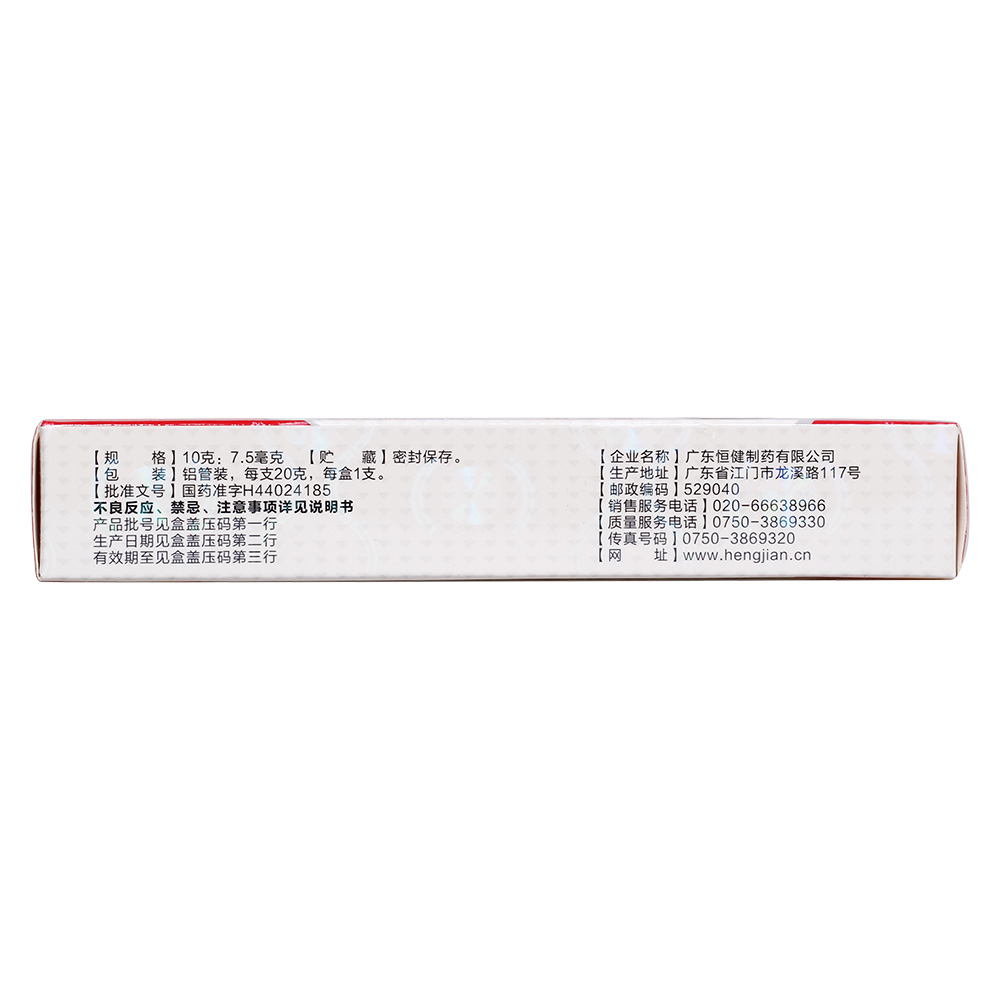 【规　　格】10克：7.5毫克　【贮　　藏】密封保存。
【包　　装】铝管装，每支20克，每盒1支。
【批准文号】国药准字H44024185
不良反应、禁忌、注意事项详见说明书
产品批号见盒盖压码第一行
生产日期见盒盖压码第二行
有效期至见盒盖压码第三行
【企业名称】广东恒健制药有限公司
【生产地址】广东省江门市龙溪路117号
【邮政编码】529040
【销售服务电话】020-66638966
【质量服务电话】0750-3869330
【传真号码】0750-3869320
【网　　址】www.hengjian.cn